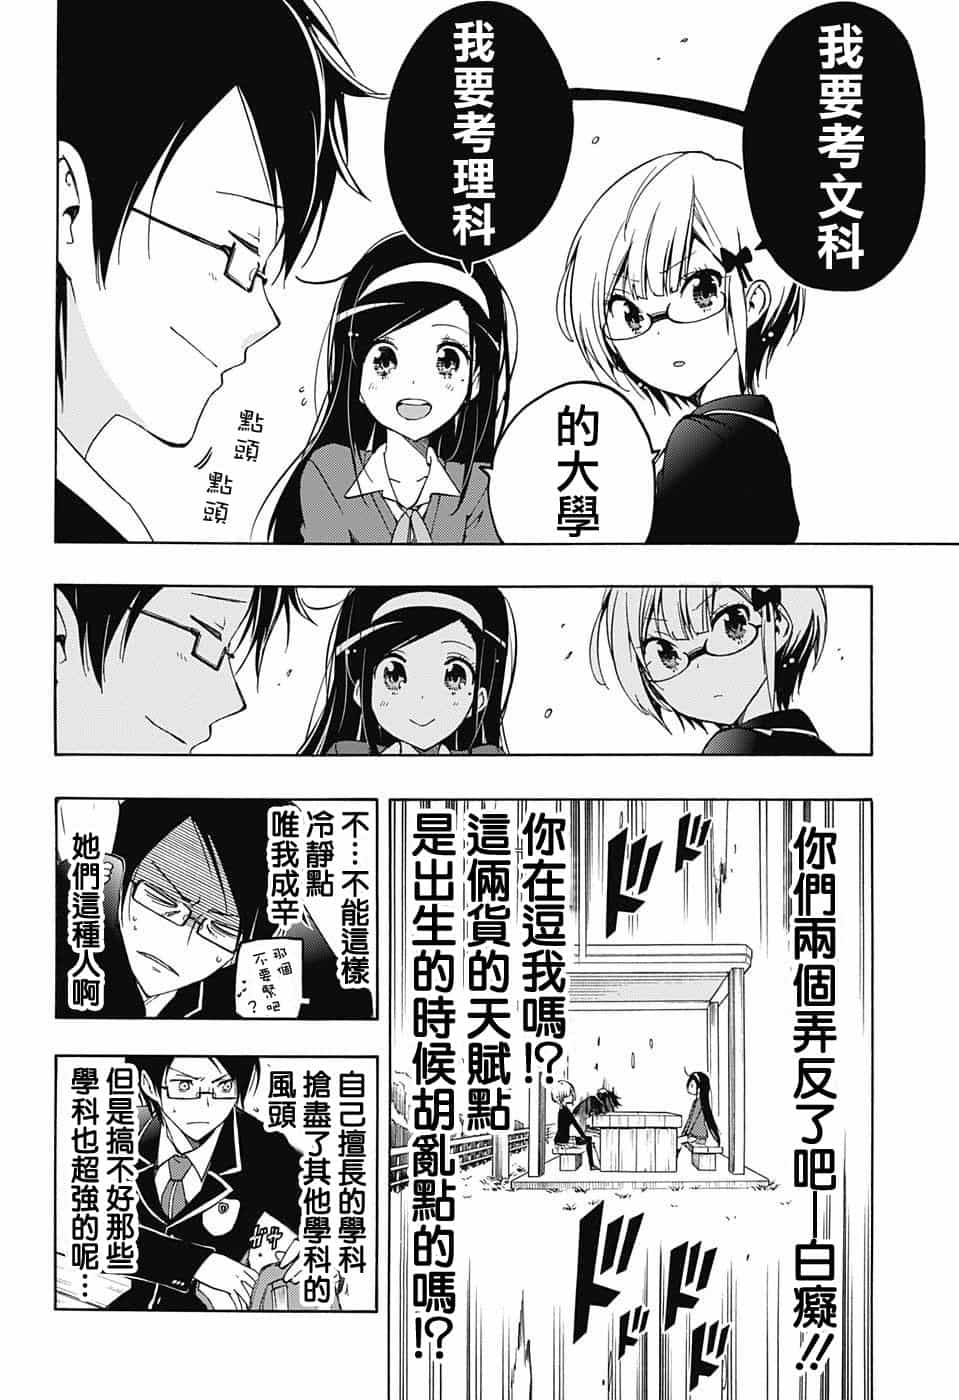 我要考文科
我要考理科
的大學
點頭
點頭
你們兩個弄反了吧—白癡!!
你在逗我嗎!?
這倆貨的天賦點
是出生的時候胡亂點的嗎!?
ドドド
ドドド
不…不能這樣
冷靜點
唯我成幸
那個
不要緊吧
♪?
她們這種人啊
自己擅長的學科
搶盡了其他學科的
風頭
但是搞不好那些
學科也超強的呢…
ガサ